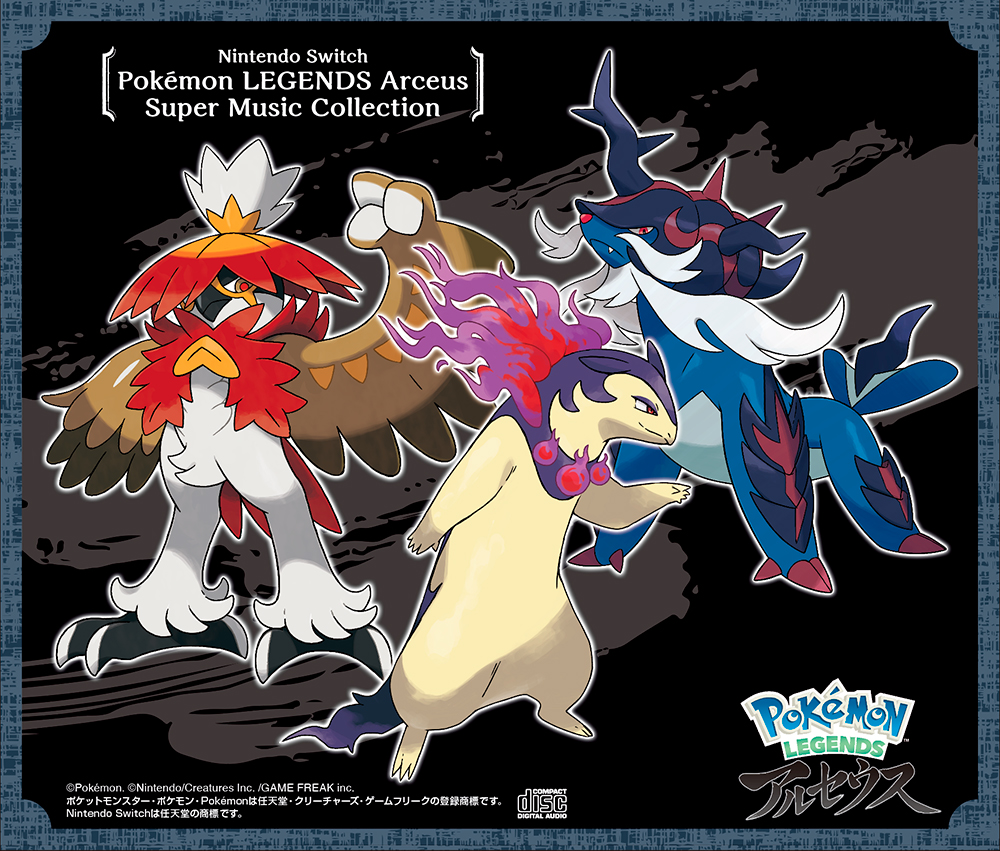 Nintendo Switch
Pokémon LEGENDS Arceus
Super Music Collection
POKéMON
LEGENDS
™
アルセウス
©Pokémon. ©Nintendo/Creatures Inc. /GAME FREAK inc.
ポケットモンスター・ポケモン・Pokémonは任天堂・クリーチャーズ・ゲームフリークの登録商標です。
Nintendo Switchは任天堂の商標です。
COMPACT
disc
DIGITAL AUDIO